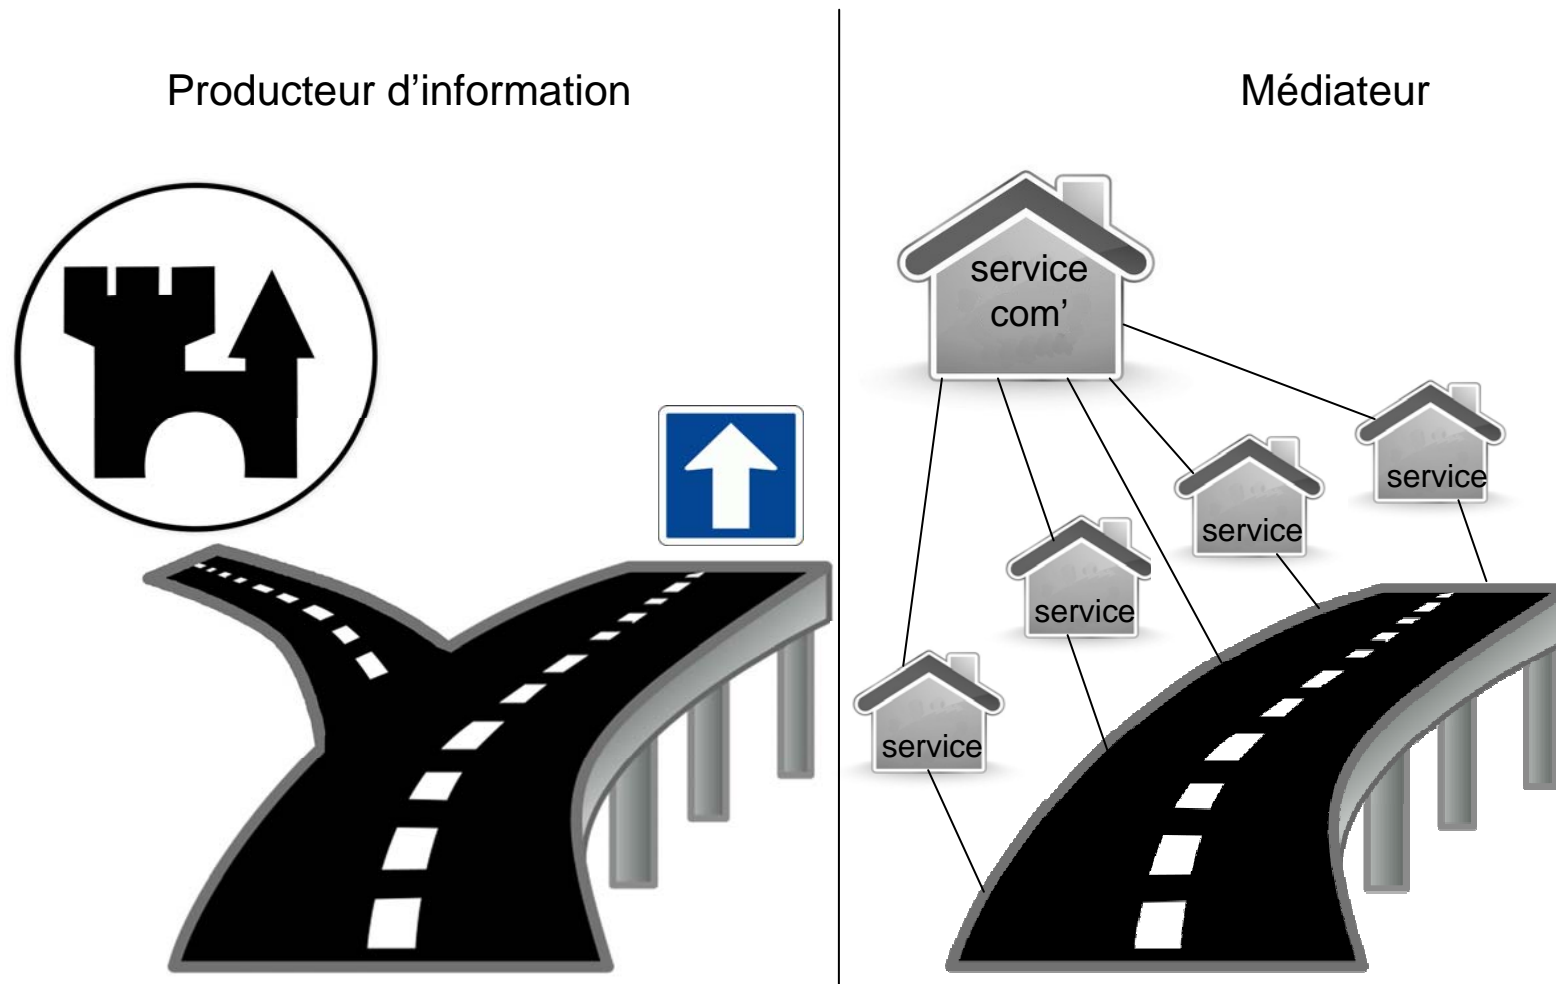 Producteur d’information
Médiateur
service
com’
service
service
service
service